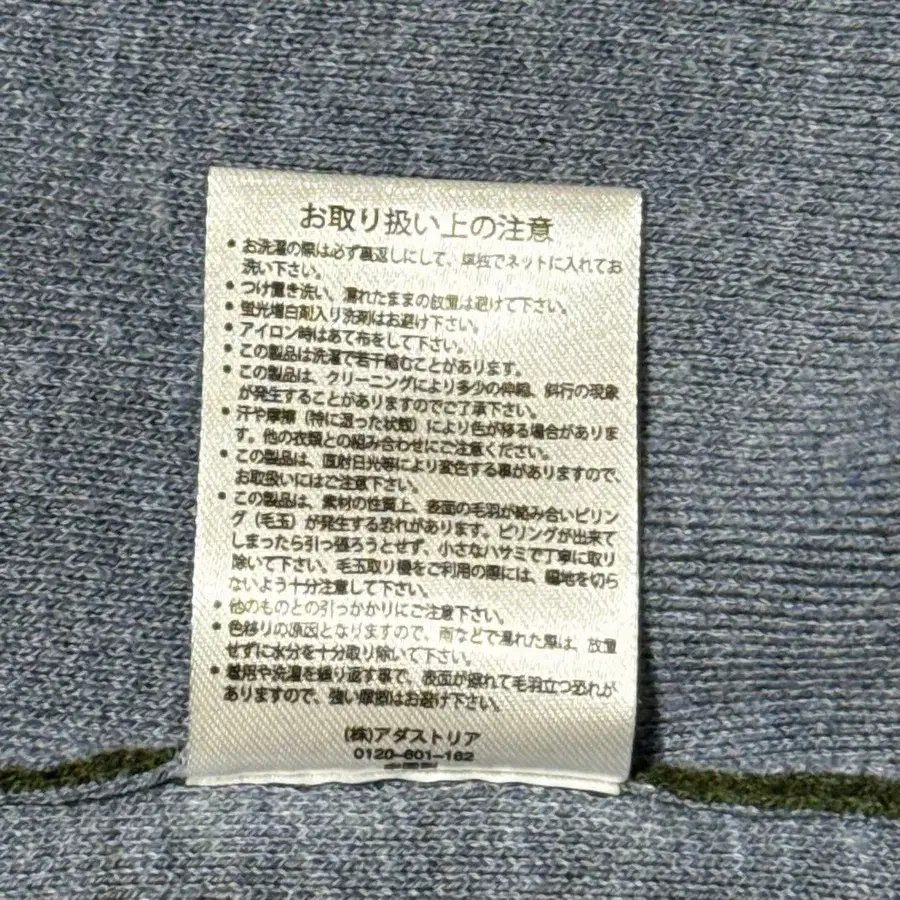 お取り扱い上の注意
• お洗濯の際は必ず裏返しにして、単独でネットに入れてお
洗い下さい。
• つけ置き洗い、濡れたままの放置は避けて下さい。
• 蛍光増白剤入り洗剤はお避け下さい。
• アイロン時はあて布をして下さい。
• この製品は洗濯で若干縮むことがあります。
• この製品は、クリーニングにより多少の伸縮、斜行の現象
が発生することがありますのでご了承下さい。
• 汗や摩擦（特に湿った状態）により色が移る場合がありま
す。他の衣類との組み合わせにご注意ください。
• この製品は、直射日光等により変色する事がありますので、
お取扱いにはご注意下さい。
• この製品は、素材の性質上、表面の毛羽が絡み合いピリン
グ（毛玉）が発生する恐れがあります。ピリングが出来て
しまったら引っ張ろうとせず、小さなハサミで丁寧に取り
除いて下さい。毛玉取り機をご利用の際には、編地を切ら
ないよう十分注意して下さい。
• 他のものとの引っかかりにご注意下さい。
• 色移りの原因となりますので、雨などで濡れた際は、放置
せずに水分を十分取り除いて下さい。
• 着用や洗濯を繰り返す事で、表面が擦れて毛羽立つ恐れが
ありますので、強い摩擦はお避け下さい。
(株)アダストリア
0120-601-162
中国製